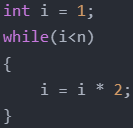 int i = 1;
while(i<n)
{
    i = i * 2;
}